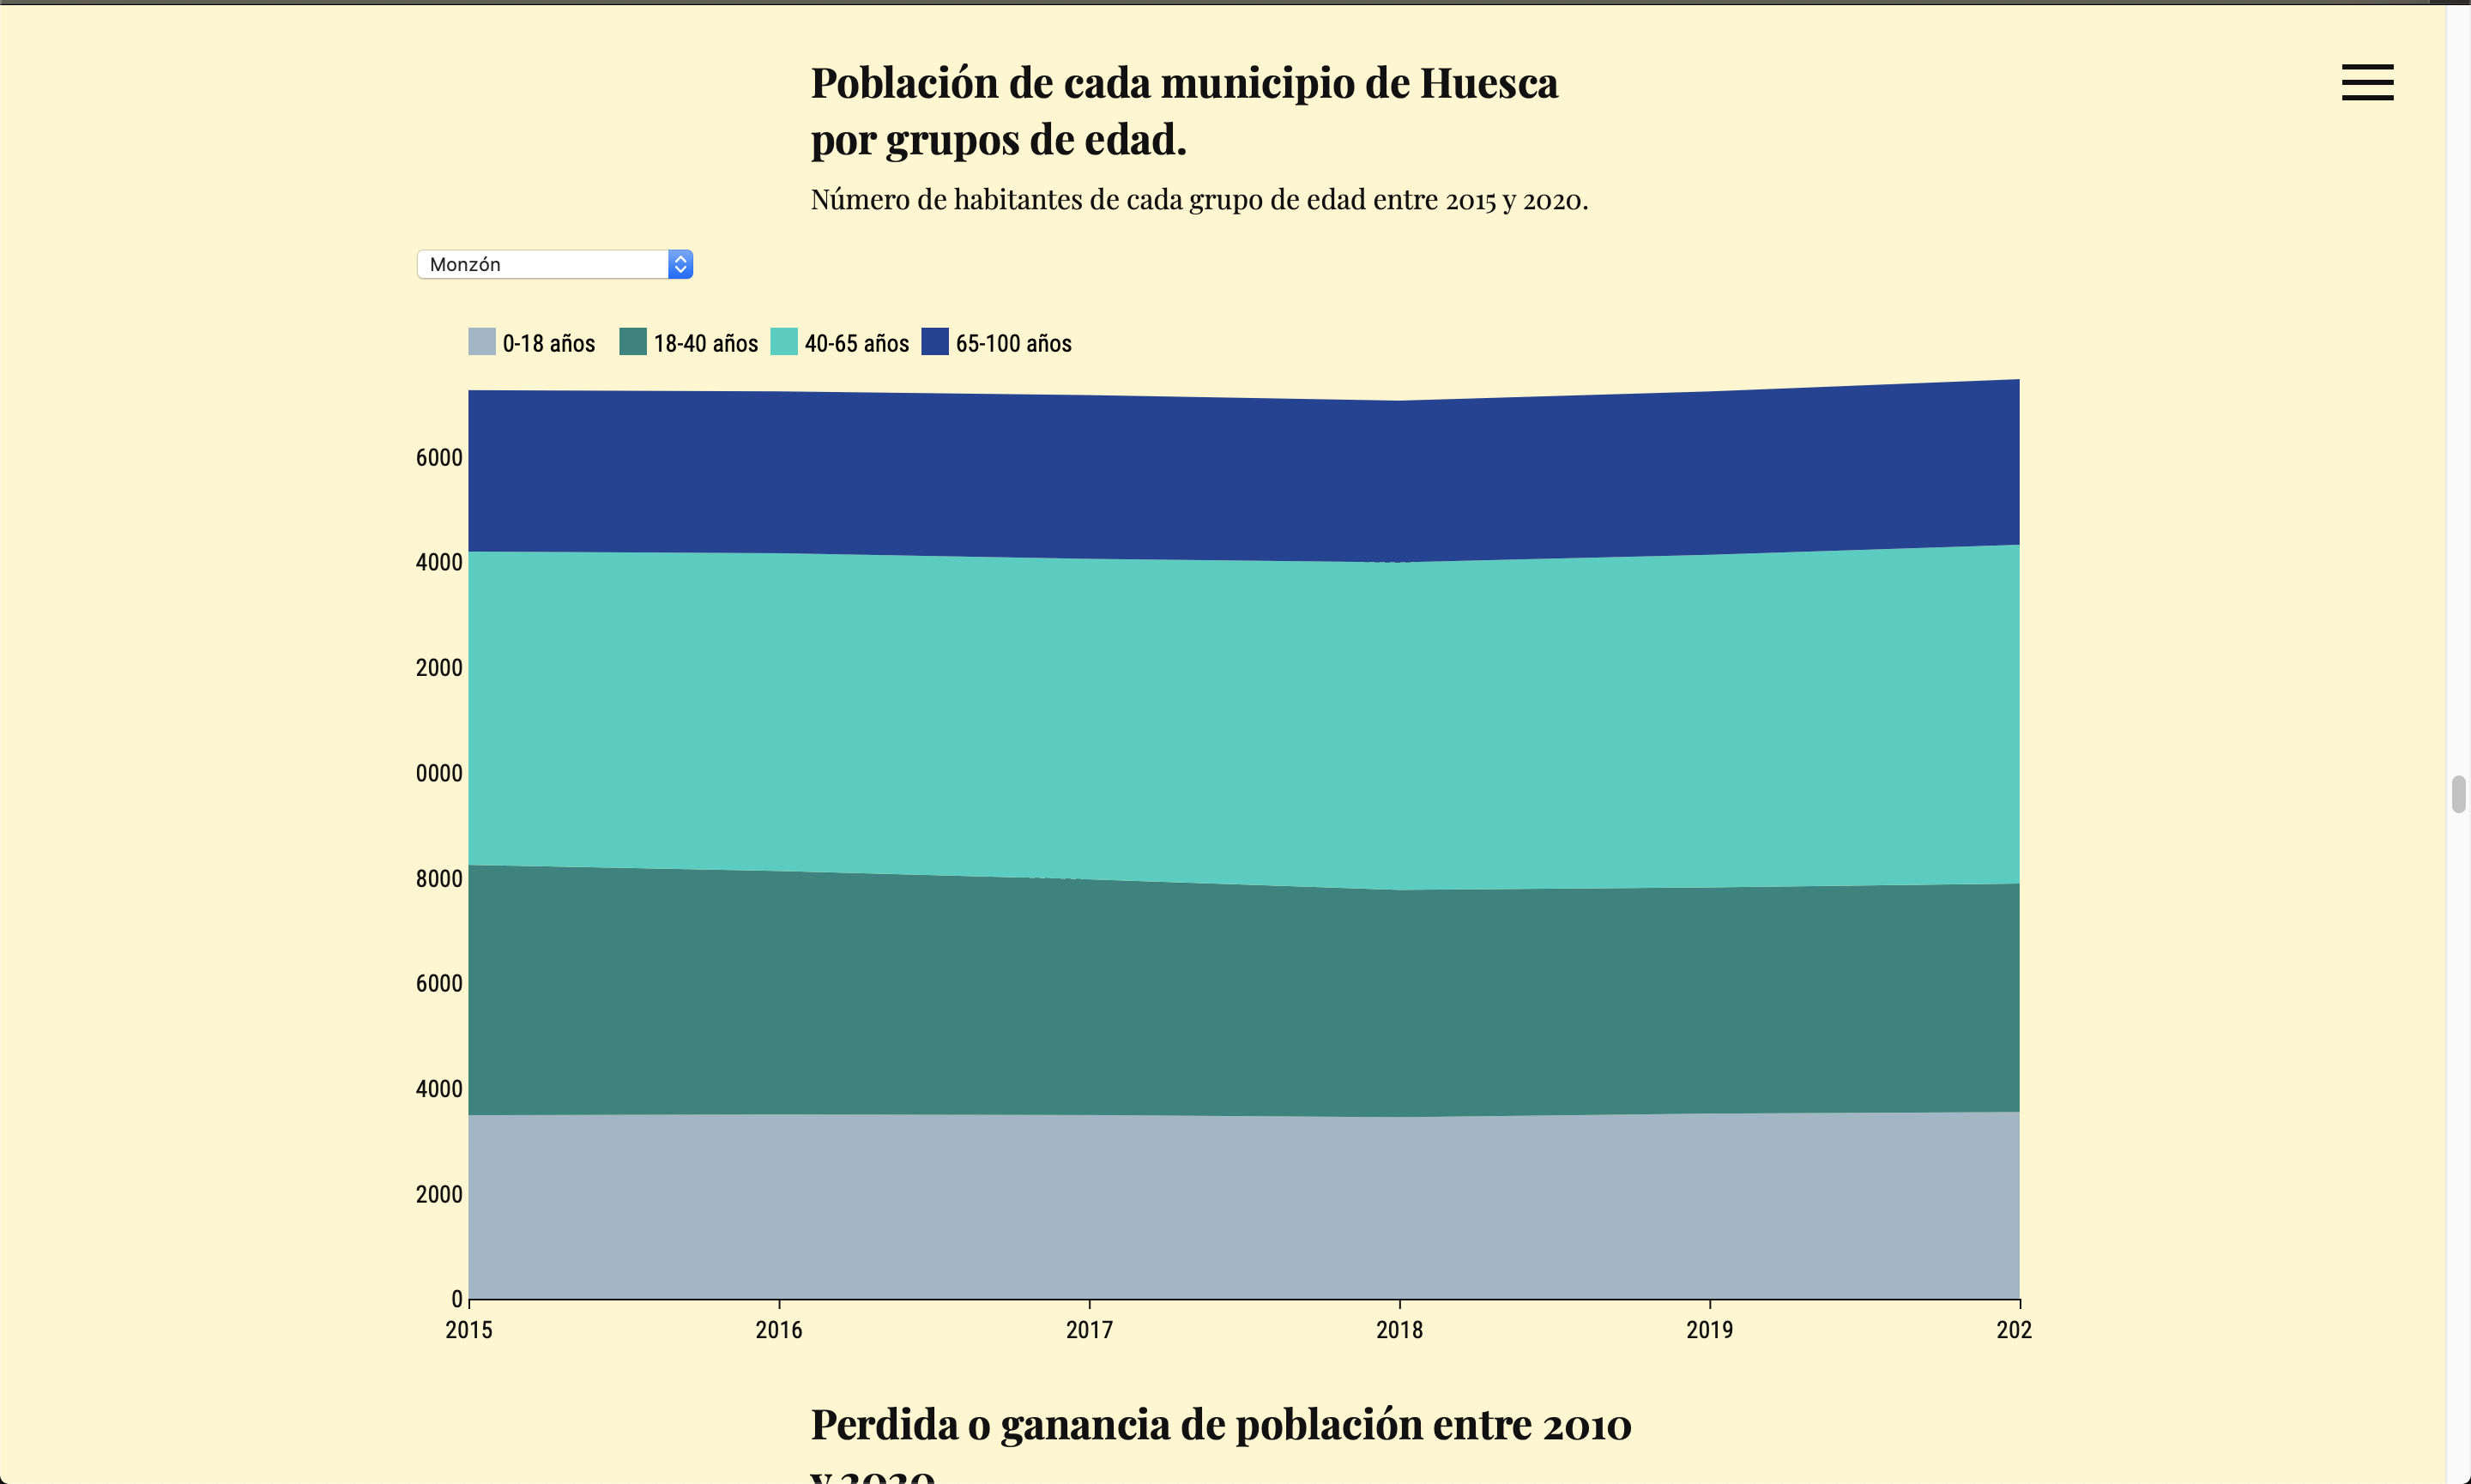 Población de cada municipio de Huesca
por grupos de edad.
Número de habitantes de cada grupo de edad entre 2015 y 2020.
Monzón
0-18 años 18-40 años 40-65 años 65-100 años
6000
4000
2000
0000
8000
6000
4000
2000
0
2015 2016 2017 2018 2019 202
Perdida o ganancia de población entre 2010
y 2020